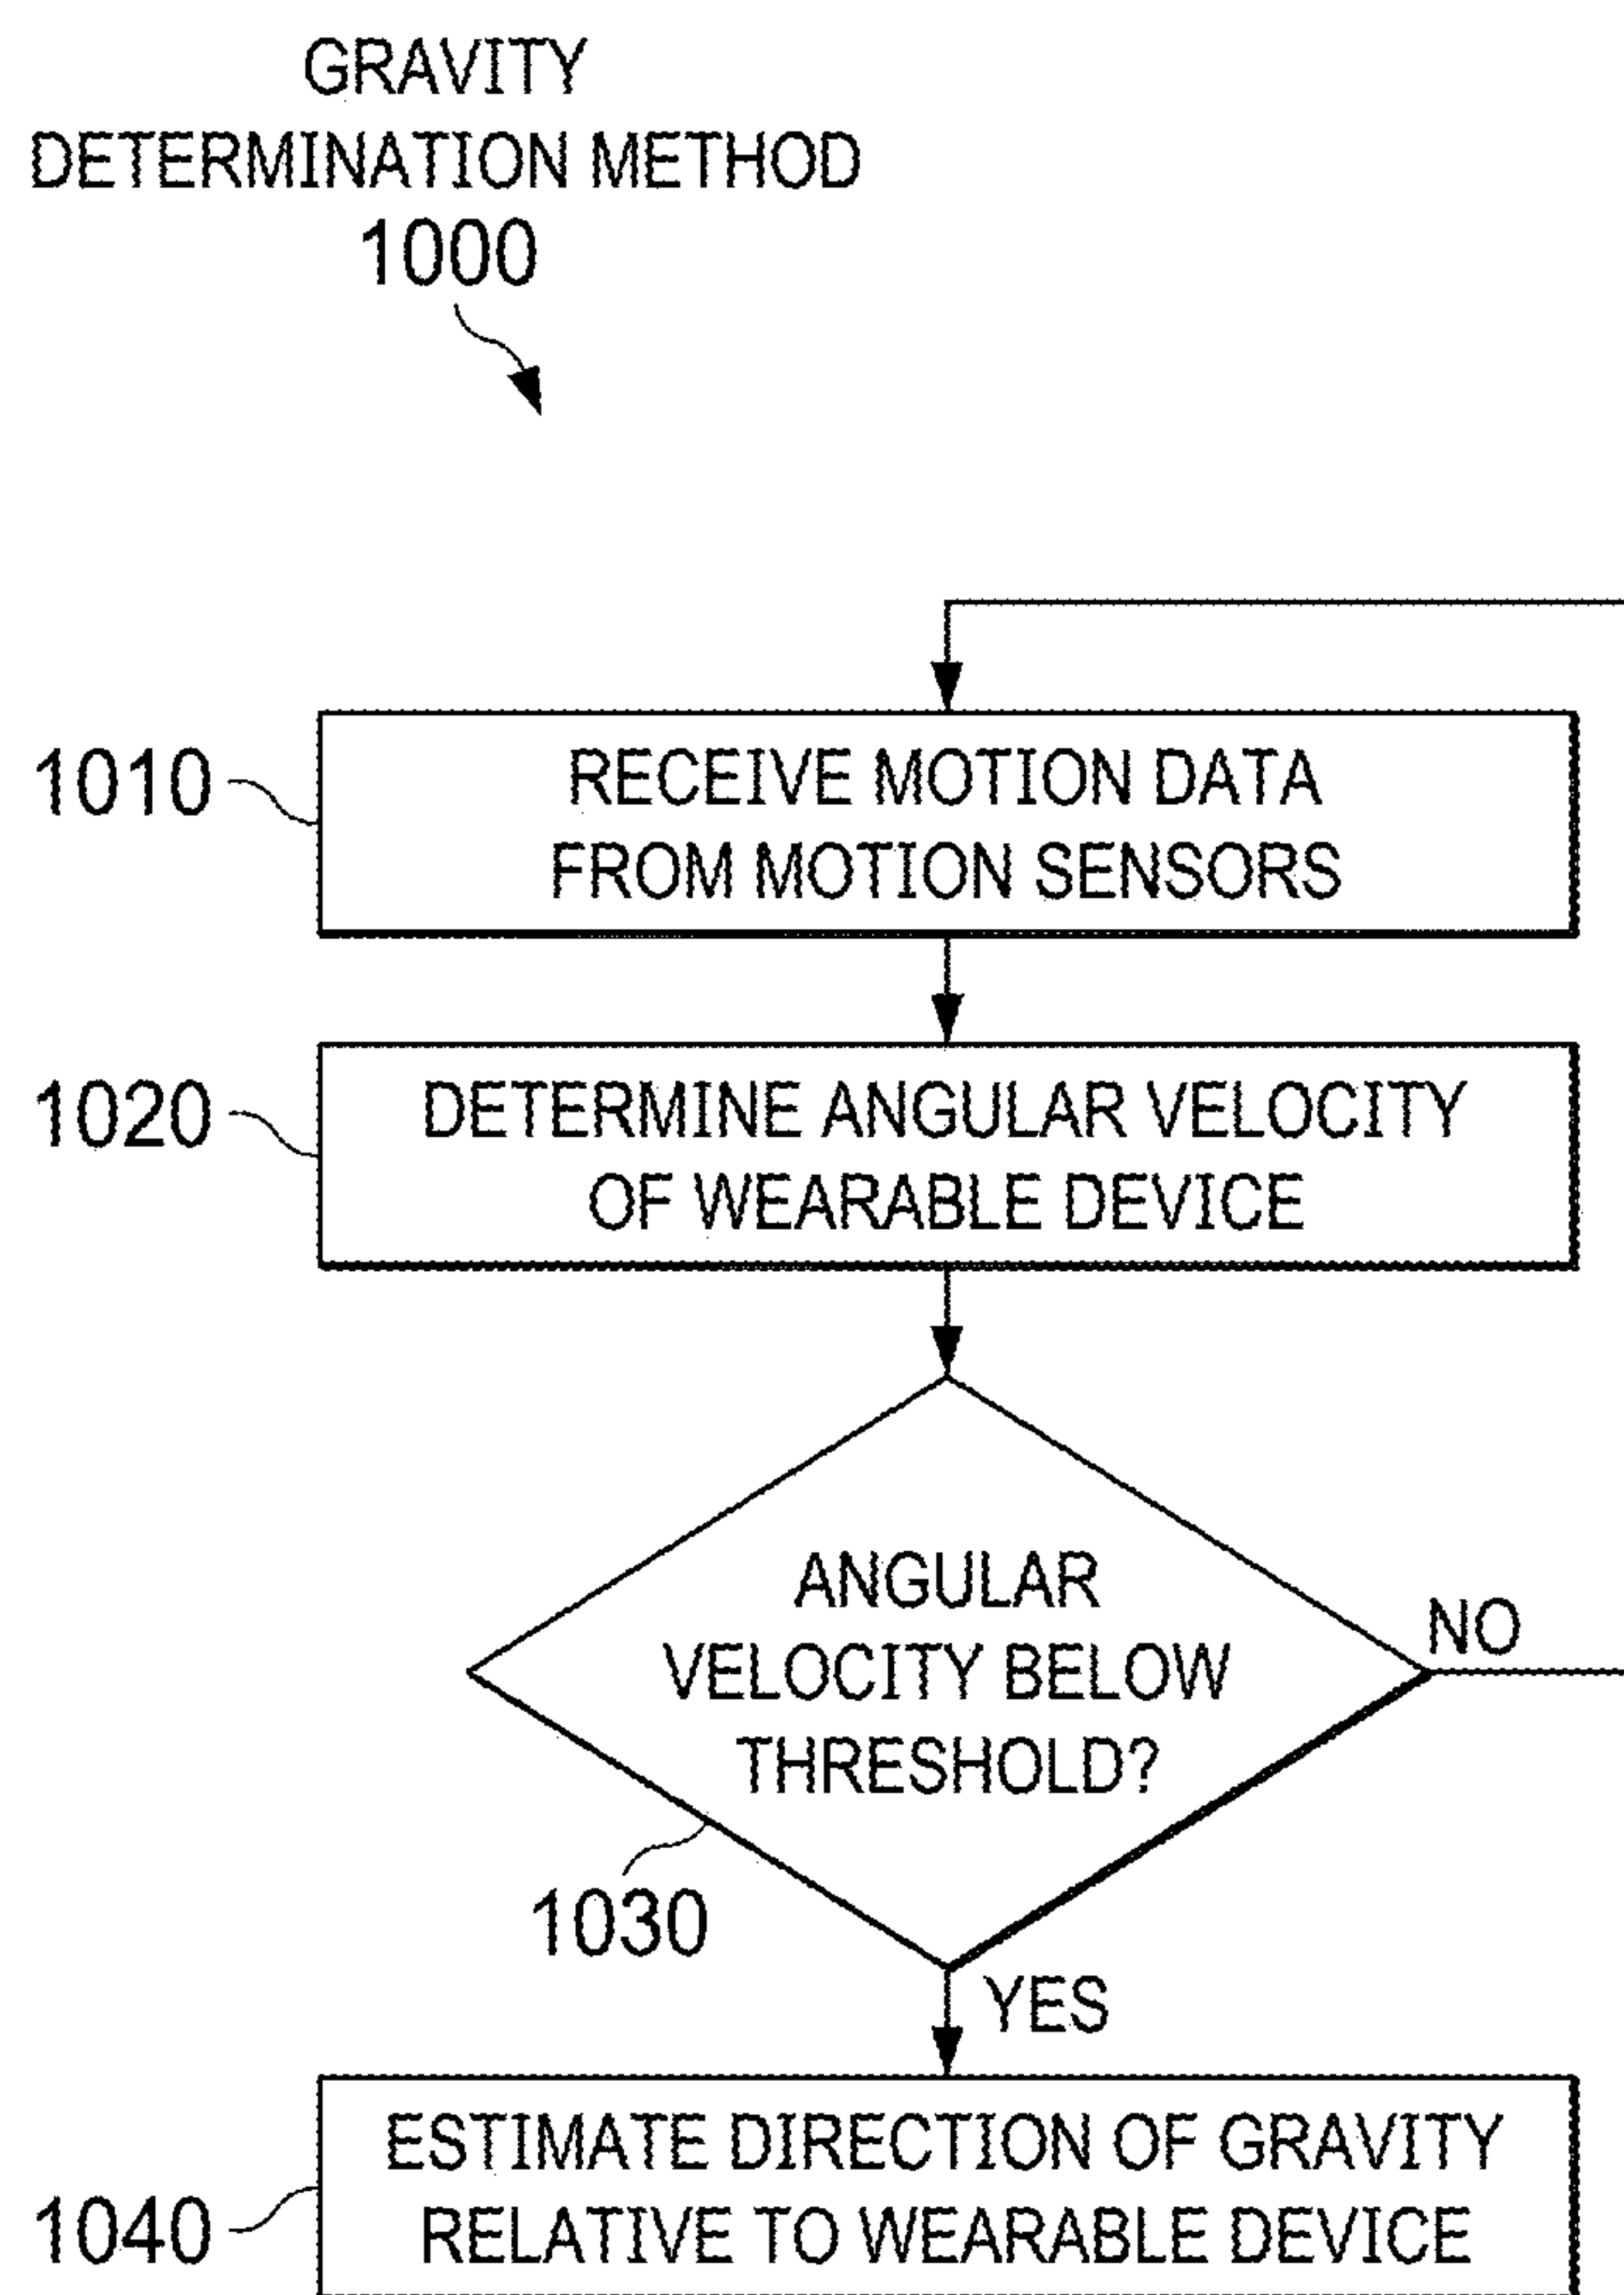 GRAVITY
DETERMINATION METHOD
1000
1010
RECEIVE MOTION DATA
FROM MOTION SENSORS
1020
DETERMINE ANGULAR VELOCITY
OF WEARABLE DEVICE
ANGULAR
VELOCITY BELOW
THRESHOLD?
NO
1030
YES
1040
ESTIMATE DIRECTION OF GRAVITY
RELATIVE TO WEARABLE DEVICE